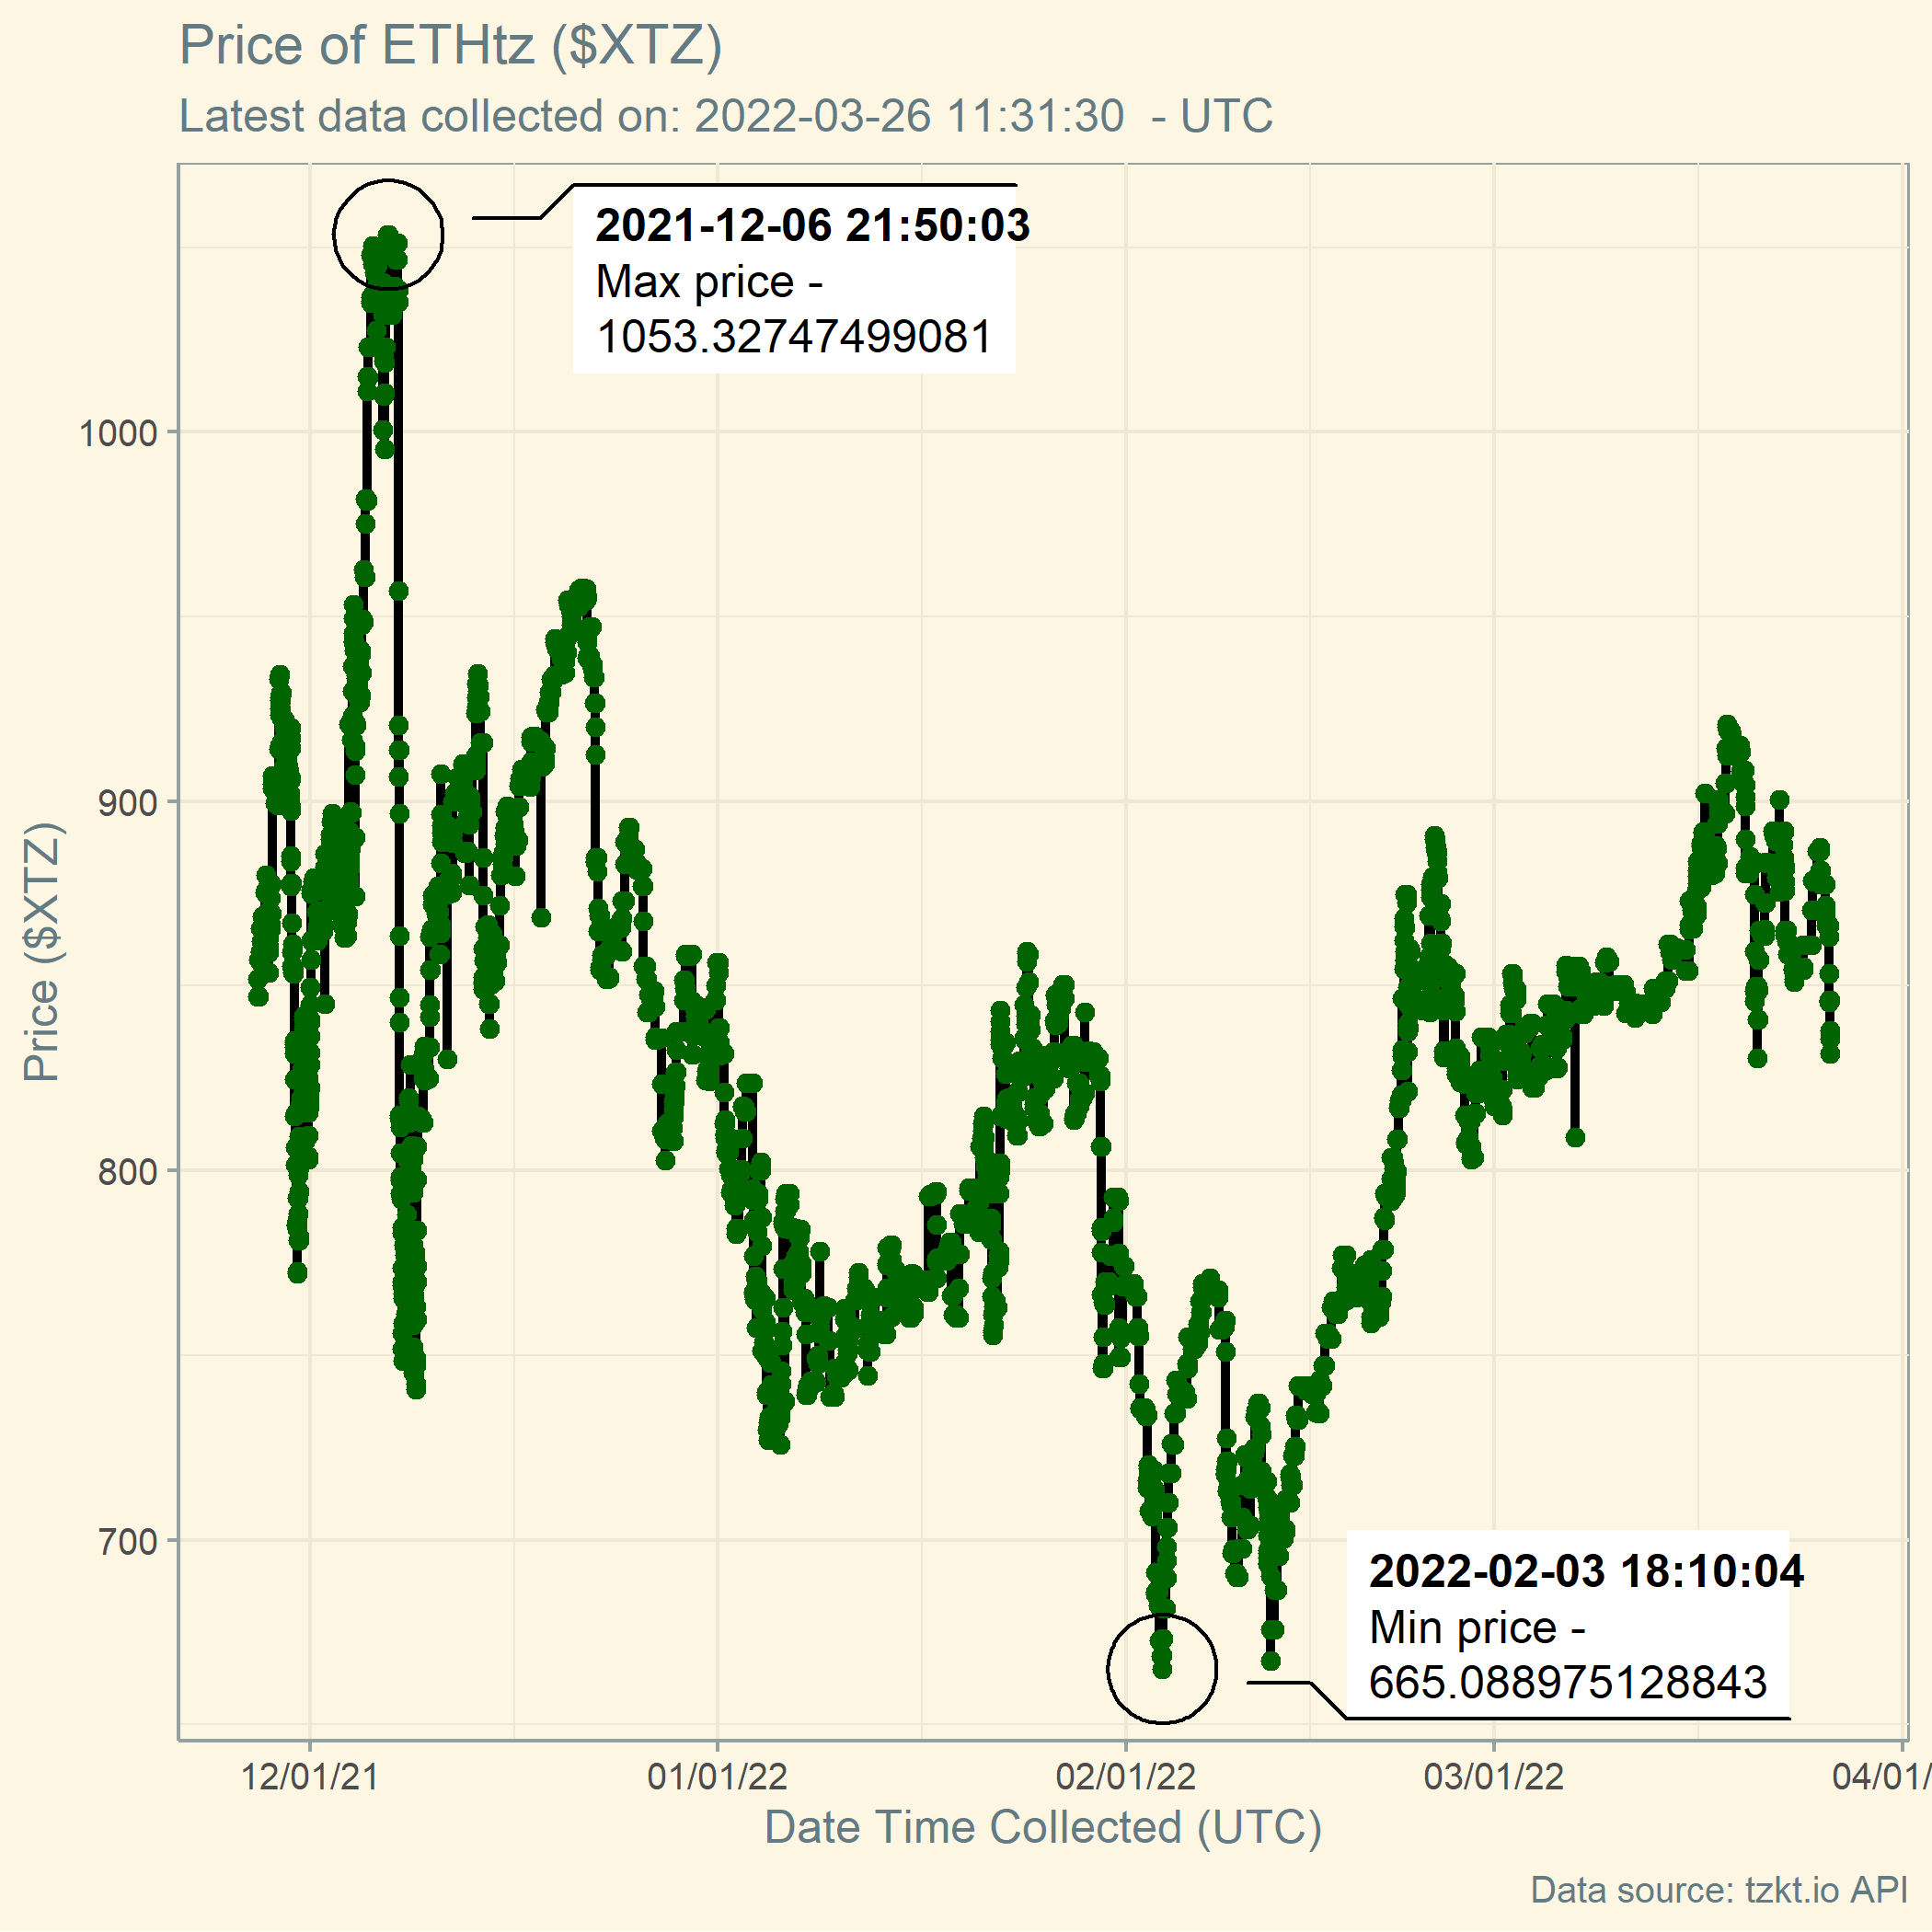 Price of ETHtz ($XTZ)
Latest data collected on: 2022-03-26 11:31:30  - UTC
2021-12-06 21:50:03
Max price -
1053.32747499081
1000
900
800
700
Price ($XTZ)
2022-02-03 18:10:04
Min price -
665.088975128843
12/01/21
01/01/22
02/01/22
03/01/22
04/01/
Date Time Collected (UTC)
Data source: tzkt.io API